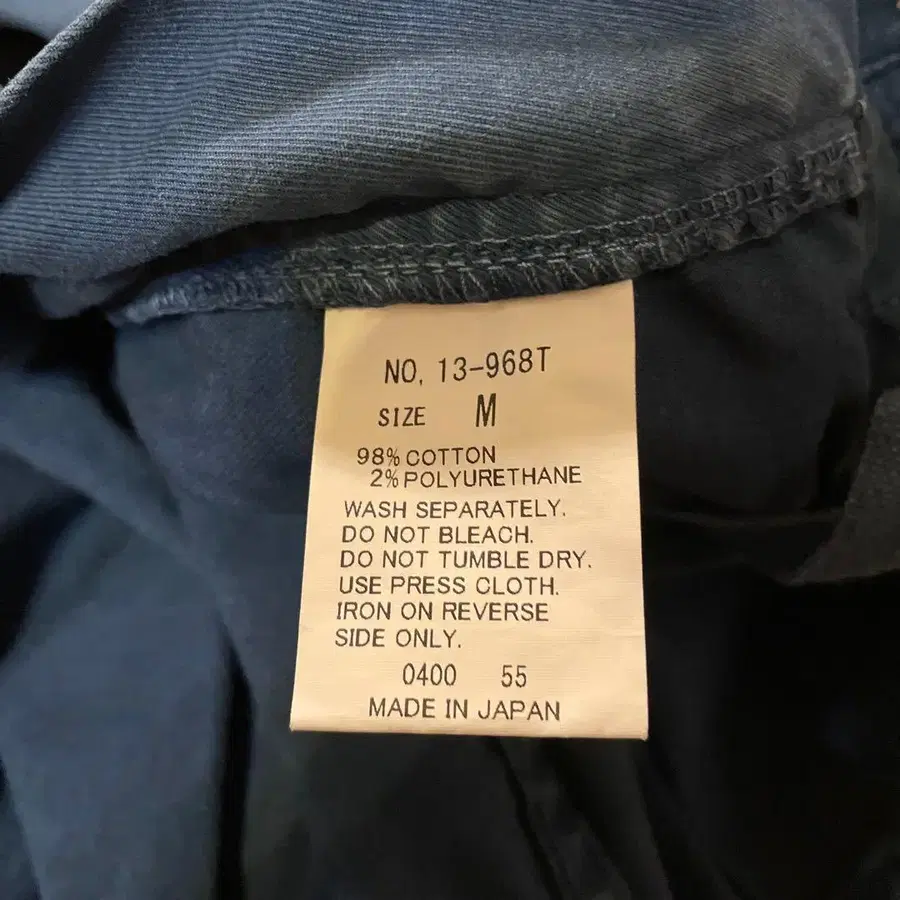 NO. 13-968T
SIZE M
98% COTTON
2% POLYURETHANE
WASH SEPARATELY.
DO NOT BLEACH.
DO NOT TUMBLE DRY.
USE PRESS CLOTH.
IRON ON REVERSE
SIDE ONLY.
0400 55
MADE IN JAPAN